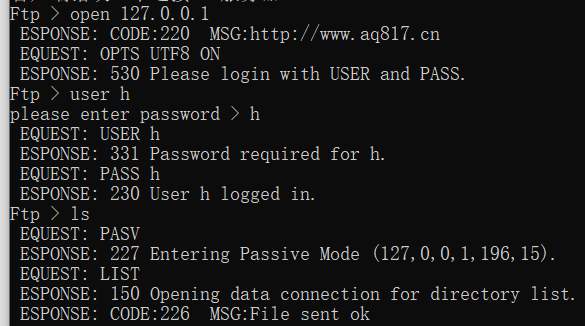 Ftp > open 127.0.0.1
ESPONSE: CODE:220  MSG:http://www.aq817.cn
EQUEST: OPTS UTF8 ON
ESPONSE: 530 Please login with USER and PASS.
Ftp > user h
please enter password > h
EQUEST: USER h
ESPONSE: 331 Password required for h.
EQUEST: PASS h
ESPONSE: 230 User h logged in.
Ftp > ls
EQUEST: PASV
ESPONSE: 227 Entering Passive Mode (127,0,0,1,196,15).
EQUEST: LIST
ESPONSE: 150 Opening data connection for directory list.
ESPONSE: CODE:226  MSG:File sent ok